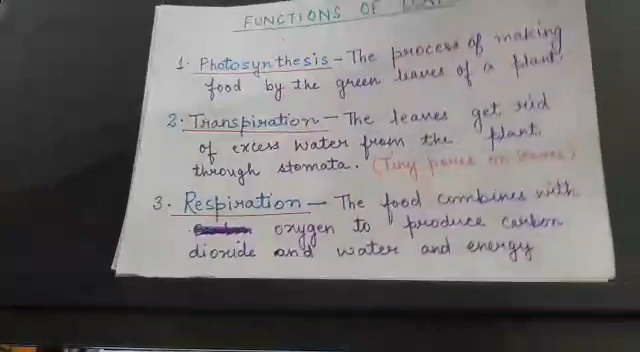 FUNCTIONS OF
1. Photosynthesis - The process of making
food by the green leaves of a plant.
2. Transpiration - The leaves get rid
of excess water from the plant
through stomata. (Tiny pores on leaves)
3. Respiration - The food combines with
oxygen to produce carbon
dioxide and water and energy